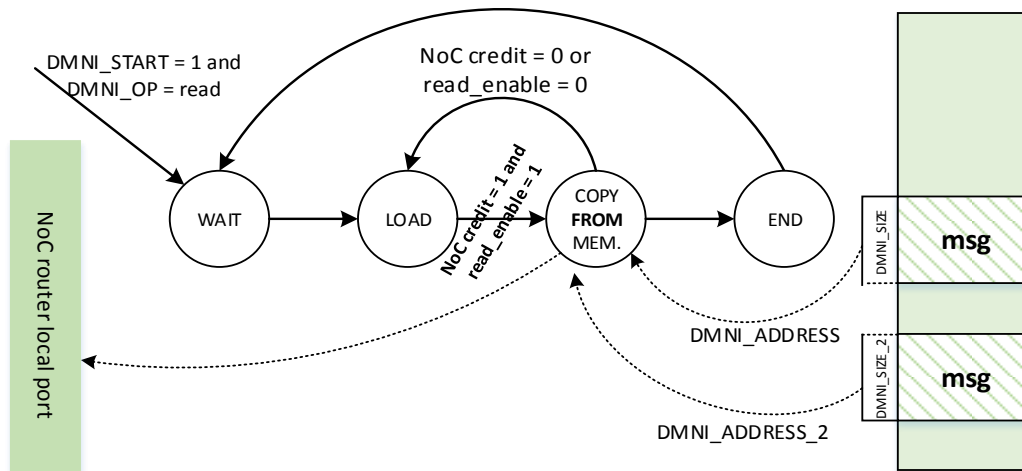 DMNI_START = 1 and
DMNI_OP = read
NoC credit = 0 or
read_enable = 0
NoC router local port
WAIT
LOAD
NoC credit = 1 and
read_enable = 1
COPY
FROM
MEM.
END
DMNI_SIZE
msg
DMNI_ADDRESS
DMNI_SIZE_2
msg
DMNI_ADDRESS_2